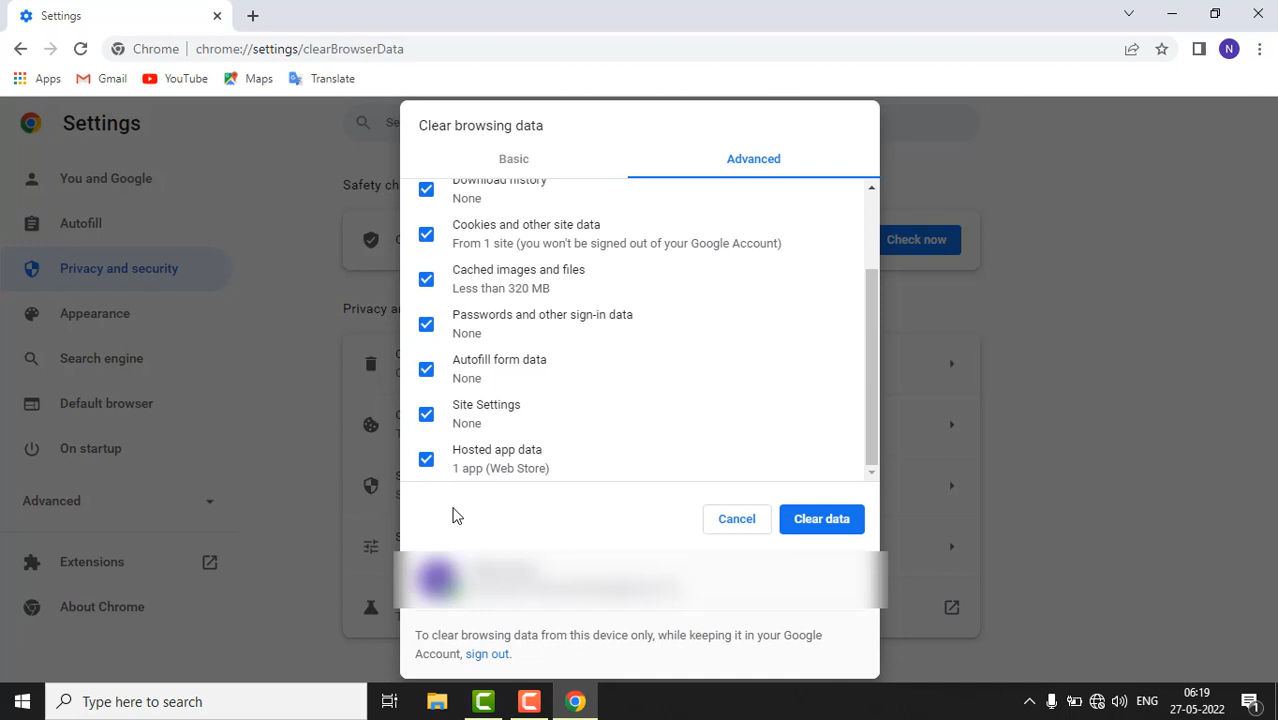 Settings
Chrome
chrome://settings/clearBrowserData
N
Apps
Gmail
YouTube
Maps
Translate
Settings
You and Google
Autofill
Privacy and security
Appearance
Search engine
Default browser
On startup
Advanced
Extensions
About Chrome
Check now
Clear browsing data
Basic
Advanced
Download history
None
Cookies and other site data
From 1 site (you won't be signed out of your Google Account)
Cached images and files
Less than 320 MB
Passwords and other sign-in data
None
Autofill form data
None
Site Settings
None
Hosted app data
1 app (Web Store)
Cancel
Clear data
To clear browsing data from this device only, while keeping it in your Google
Account, sign out.
Type here to search
ENG
06:19
27-05-2022
1